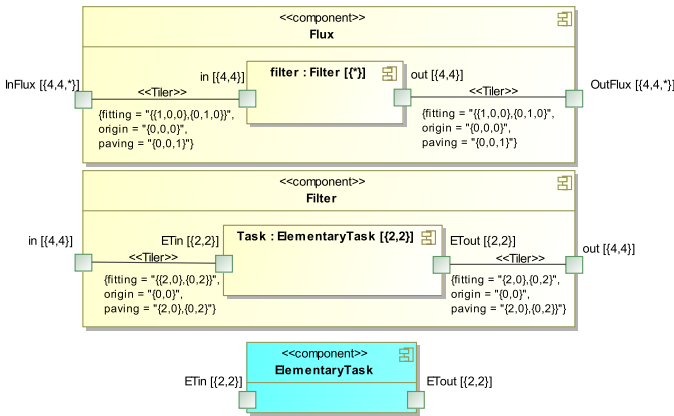 <<component>>
Flux
InFlux [{4,4,*}]
in [{4,4}]
filter : Filter [{*}]
out [{4,4}]
OutFlux [{4,4,*}]
<<Tiler>>
<<Tiler>>
{fitting = "{{1,0,0},{0,1,0}}",
origin = "{0,0,0}",
paving = "{0,0,1}"}
{fitting = "{{1,0,0},{0,1,0}",
origin = "{0,0,0}",
paving = "{0,0,1}"}
<<component>>
Filter
in [{4,4}]
ETin [{2,2}]
Task : ElementaryTask [{2,2}]
ETout [{2,2}]
out [{4,4}]
<<Tiler>>
<<Tiler>>
{fitting = "{{2,0},{0,2}}",
origin = "{0,0}",
paving = "{2,0},{0,2}"}
{fitting = "{2,0},{0,2}",
origin = "{0,0}",
paving = "{2,0},{0,2}}"}
<<component>>
ElementaryTask
ETin [{2,2}]
ETout [{2,2}]